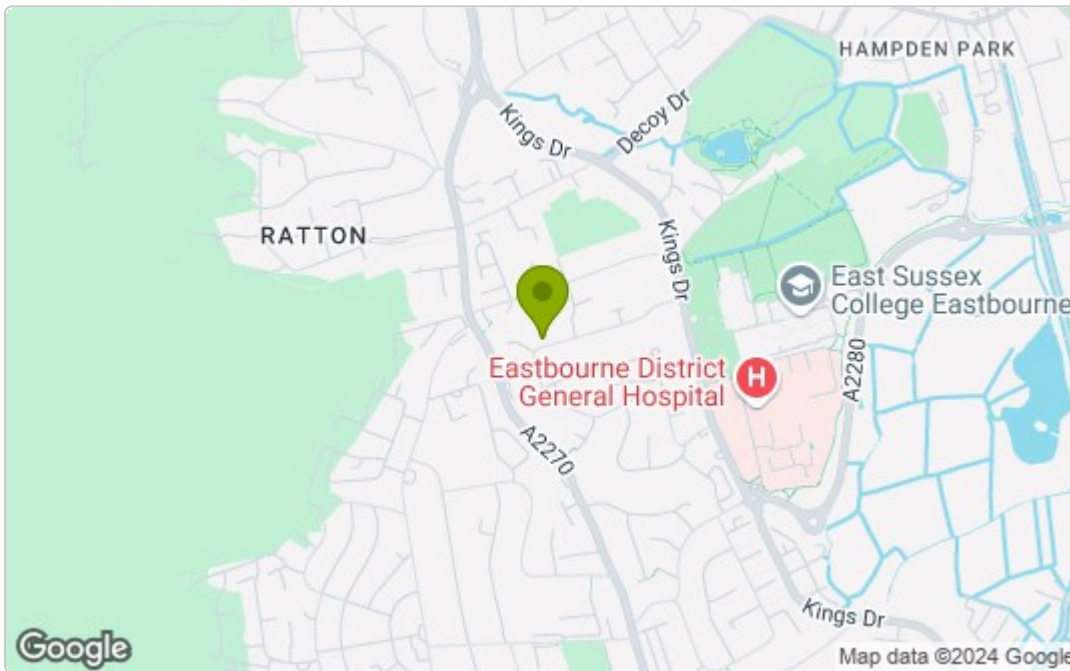 HAMPDEN PARK
Kings Dr
Decoy Dr
RATTON
Kings Dr
East Sussex
College Eastbourne
Eastbourne District
General Hospital
H
A2280
A2270
Kings Dr
Google
Map data ©2024 Google